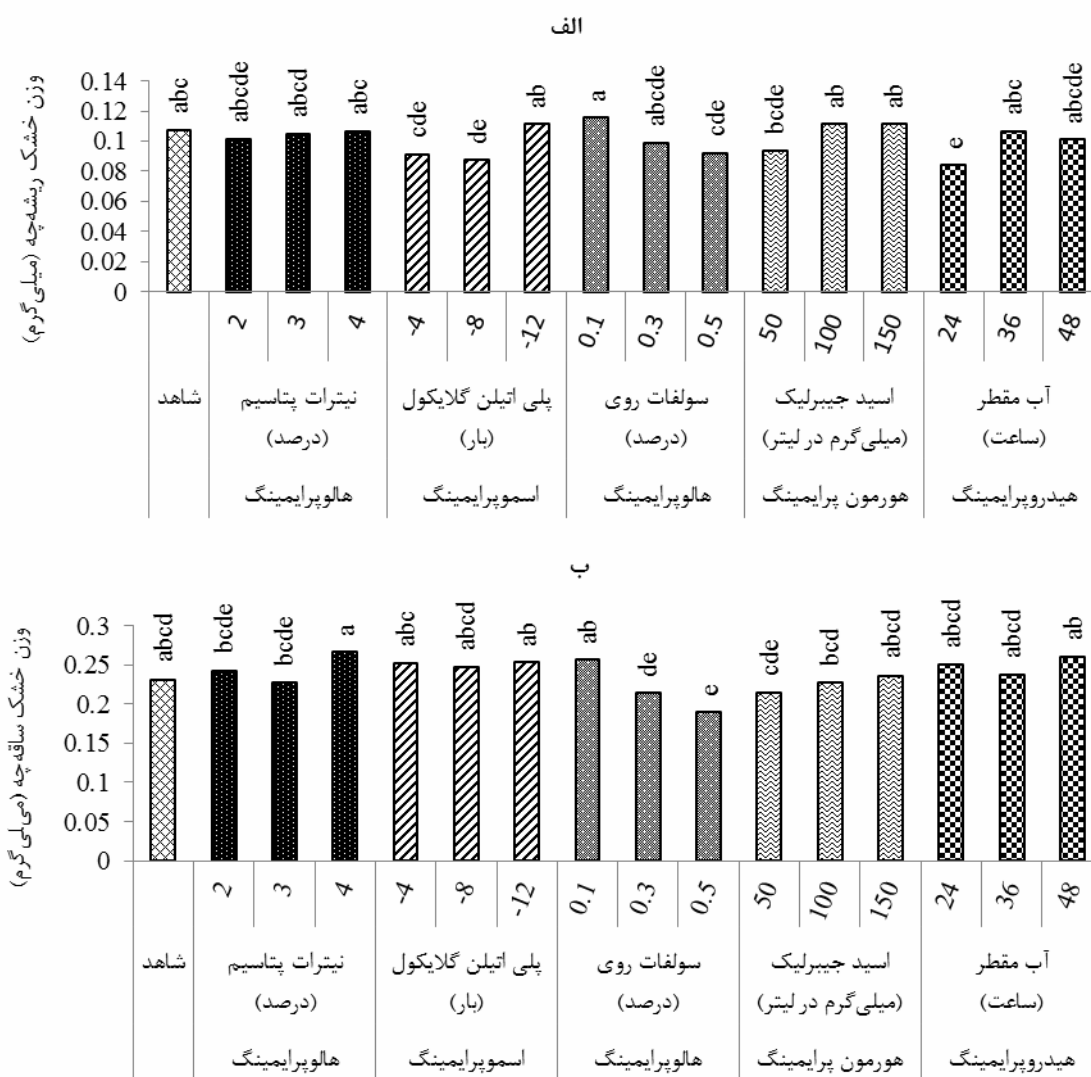 الف
وزن خشک ریشه‌چه (میلی‌گرم)
0.14
0.12
0.1
0.08
0.06
0.04
0.02
0
abc abcde abcd abc cde de ab a abcde cde bcde ab ab e abc abcde
2 3 4 -4 -8 -12 0.1 0.3 0.5 50 100 150 24 36 48
شاهد نیترات پتاسیم پلی اتیلن گلایکول سولفات روی اسید جیبرلیک آب مقطر
(درصد) (بار) (درصد) (میلی‌گرم در لیتر) (ساعت)
هالوپرایمینگ اسموپرایمینگ هالوپرایمینگ هورمون پرایمینگ هیدروپرایمینگ
ب
وزن خشک ساقه‌چه (می‌لی‌گرم)
0.3
0.25
0.2
0.15
0.1
0.05
0
abcd bcde bcde a abc abcd ab ab de e cde bcd abcd abcd abcd ab
2 3 4 -4 -8 -12 0.1 0.3 0.5 50 100 150 24 36 48
شاهد نیترات پتاسیم پلی اتیلن گلایکول سولفات روی اسید جیبرلیک آب مقطر
(درصد) (بار) (درصد) (میلی‌گرم در لیتر) (ساعت)
هالوپرایمینگ اسموپرایمینگ هالوپرایمینگ هورمون پرایمینگ هیدروپرایمینگ